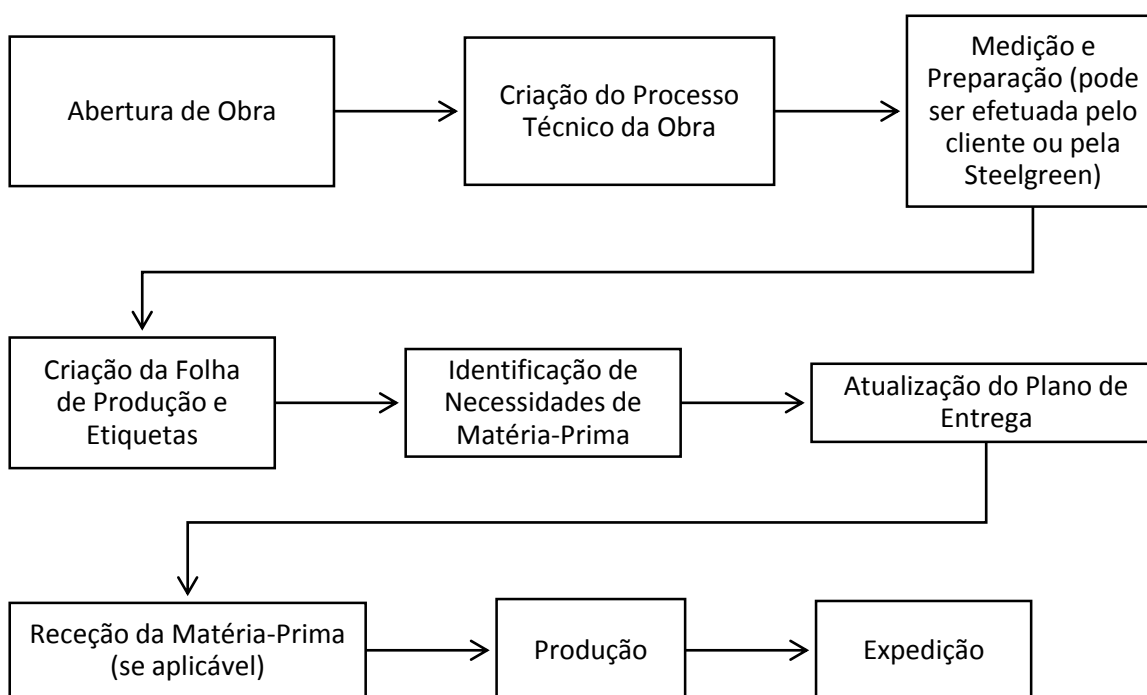 Abertura de Obra
Criação do Processo
Técnico da Obra
Medição e
Preparação (pode
ser efetuada pelo
cliente ou pela
Steelgreen)
Criação da Folha
de Produção e
Etiquetas
Identificação de
Necessidades de
Matéria-Prima
Atualização do Plano de
Entrega
Receção da Matéria-Prima
(se aplicável)
Produção
Expedição